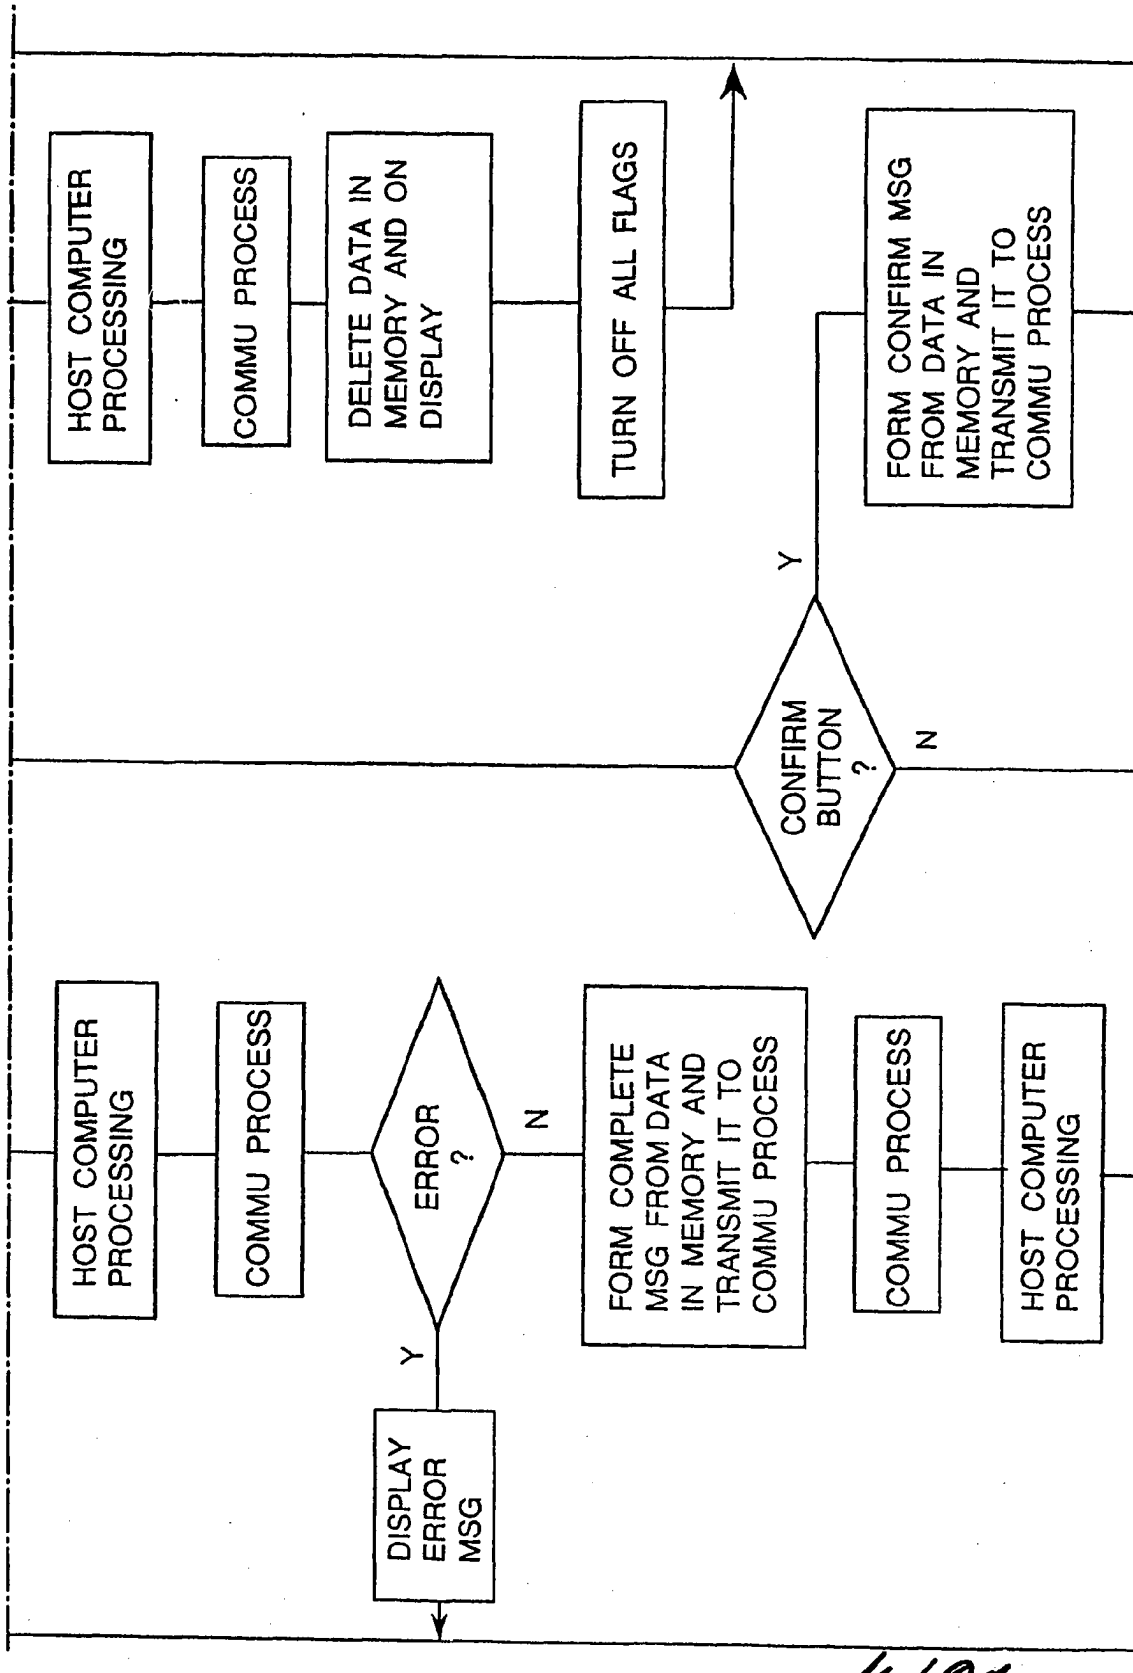 HOST COMPUTER
PROCESSING
COMMU PROCESS
ERROR
?
Y
DISPLAY
ERROR
MSG
N
FORM COMPLETE
MSG FROM DATA
IN MEMORY AND
TRANSMIT IT TO
COMMU PROCESS
COMMU PROCESS
HOST COMPUTER
PROCESSING
CONFIRM
BUTTON
?
N
Y
HOST COMPUTER
PROCESSING
COMMU PROCESS
DELETE DATA IN
MEMORY AND ON
DISPLAY
TURN OFF ALL FLAGS
FORM CONFIRM MSG
FROM DATA IN
MEMORY AND
TRANSMIT IT TO
COMMU PROCESS